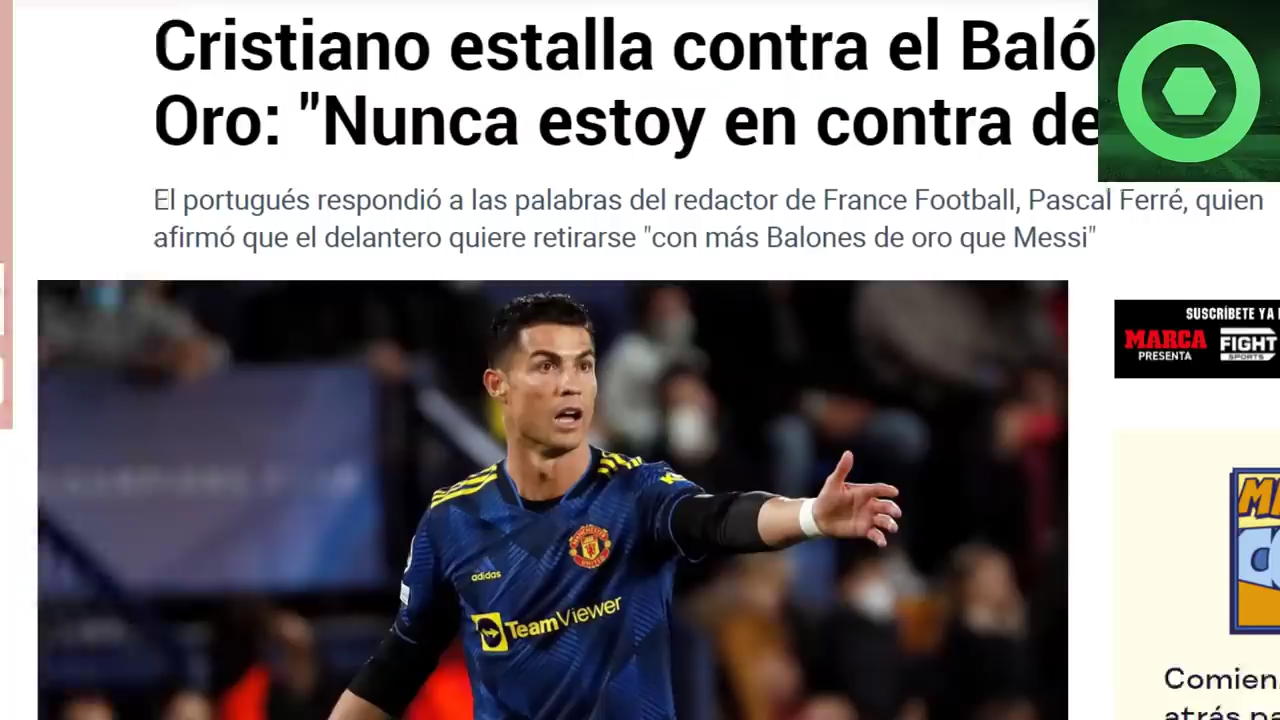 Cristiano estalla contra el Baló
Oro: "Nunca estoy en contra de
El portugués respondió a las palabras del redactor de France Football, Pascal Ferré, quien
afirmó que el delantero quiere retirarse "con más Balones de oro que Messi"
SUSCRÍBETE YA
MARCA
PRESENTA
FIGHT
SPORTS
adidas
TeamViewer
Comien
atrás